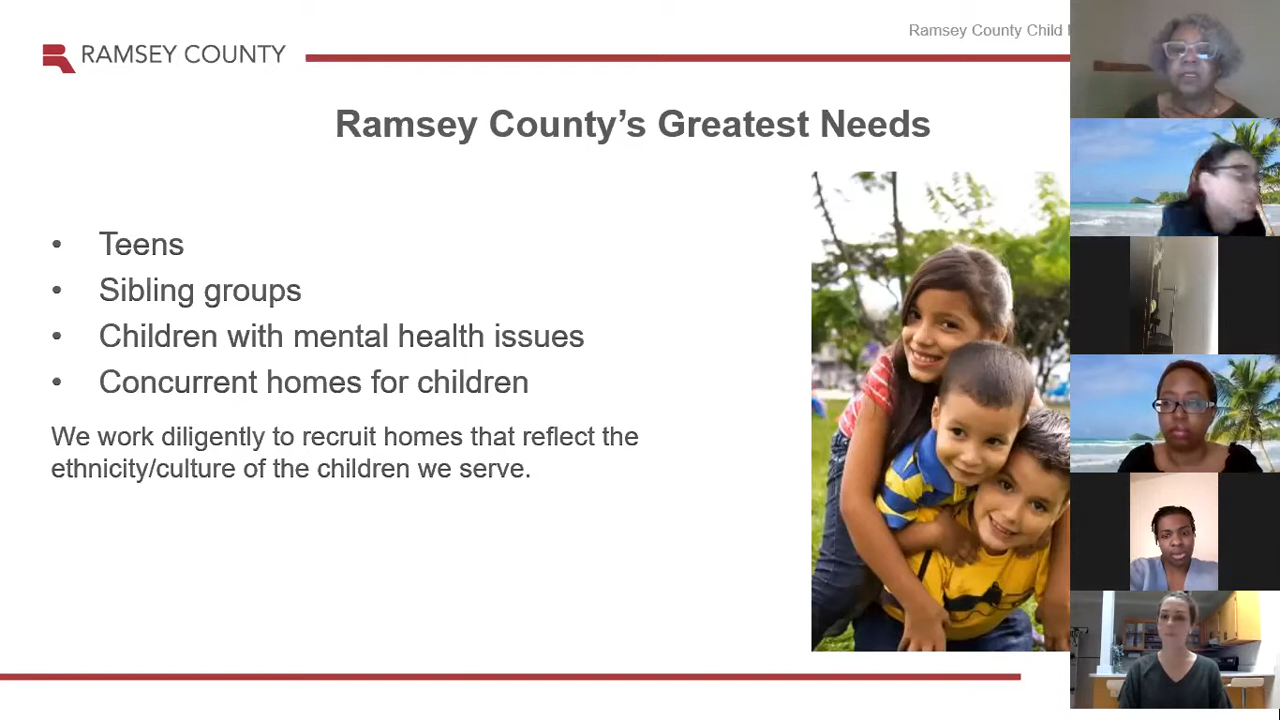 Ramsey County Child
RAMSEY COUNTY
Ramsey County’s Greatest Needs
• Teens
• Sibling groups
• Children with mental health issues
• Concurrent homes for children
We work diligently to recruit homes that reflect the
ethnicity/culture of the children we serve.